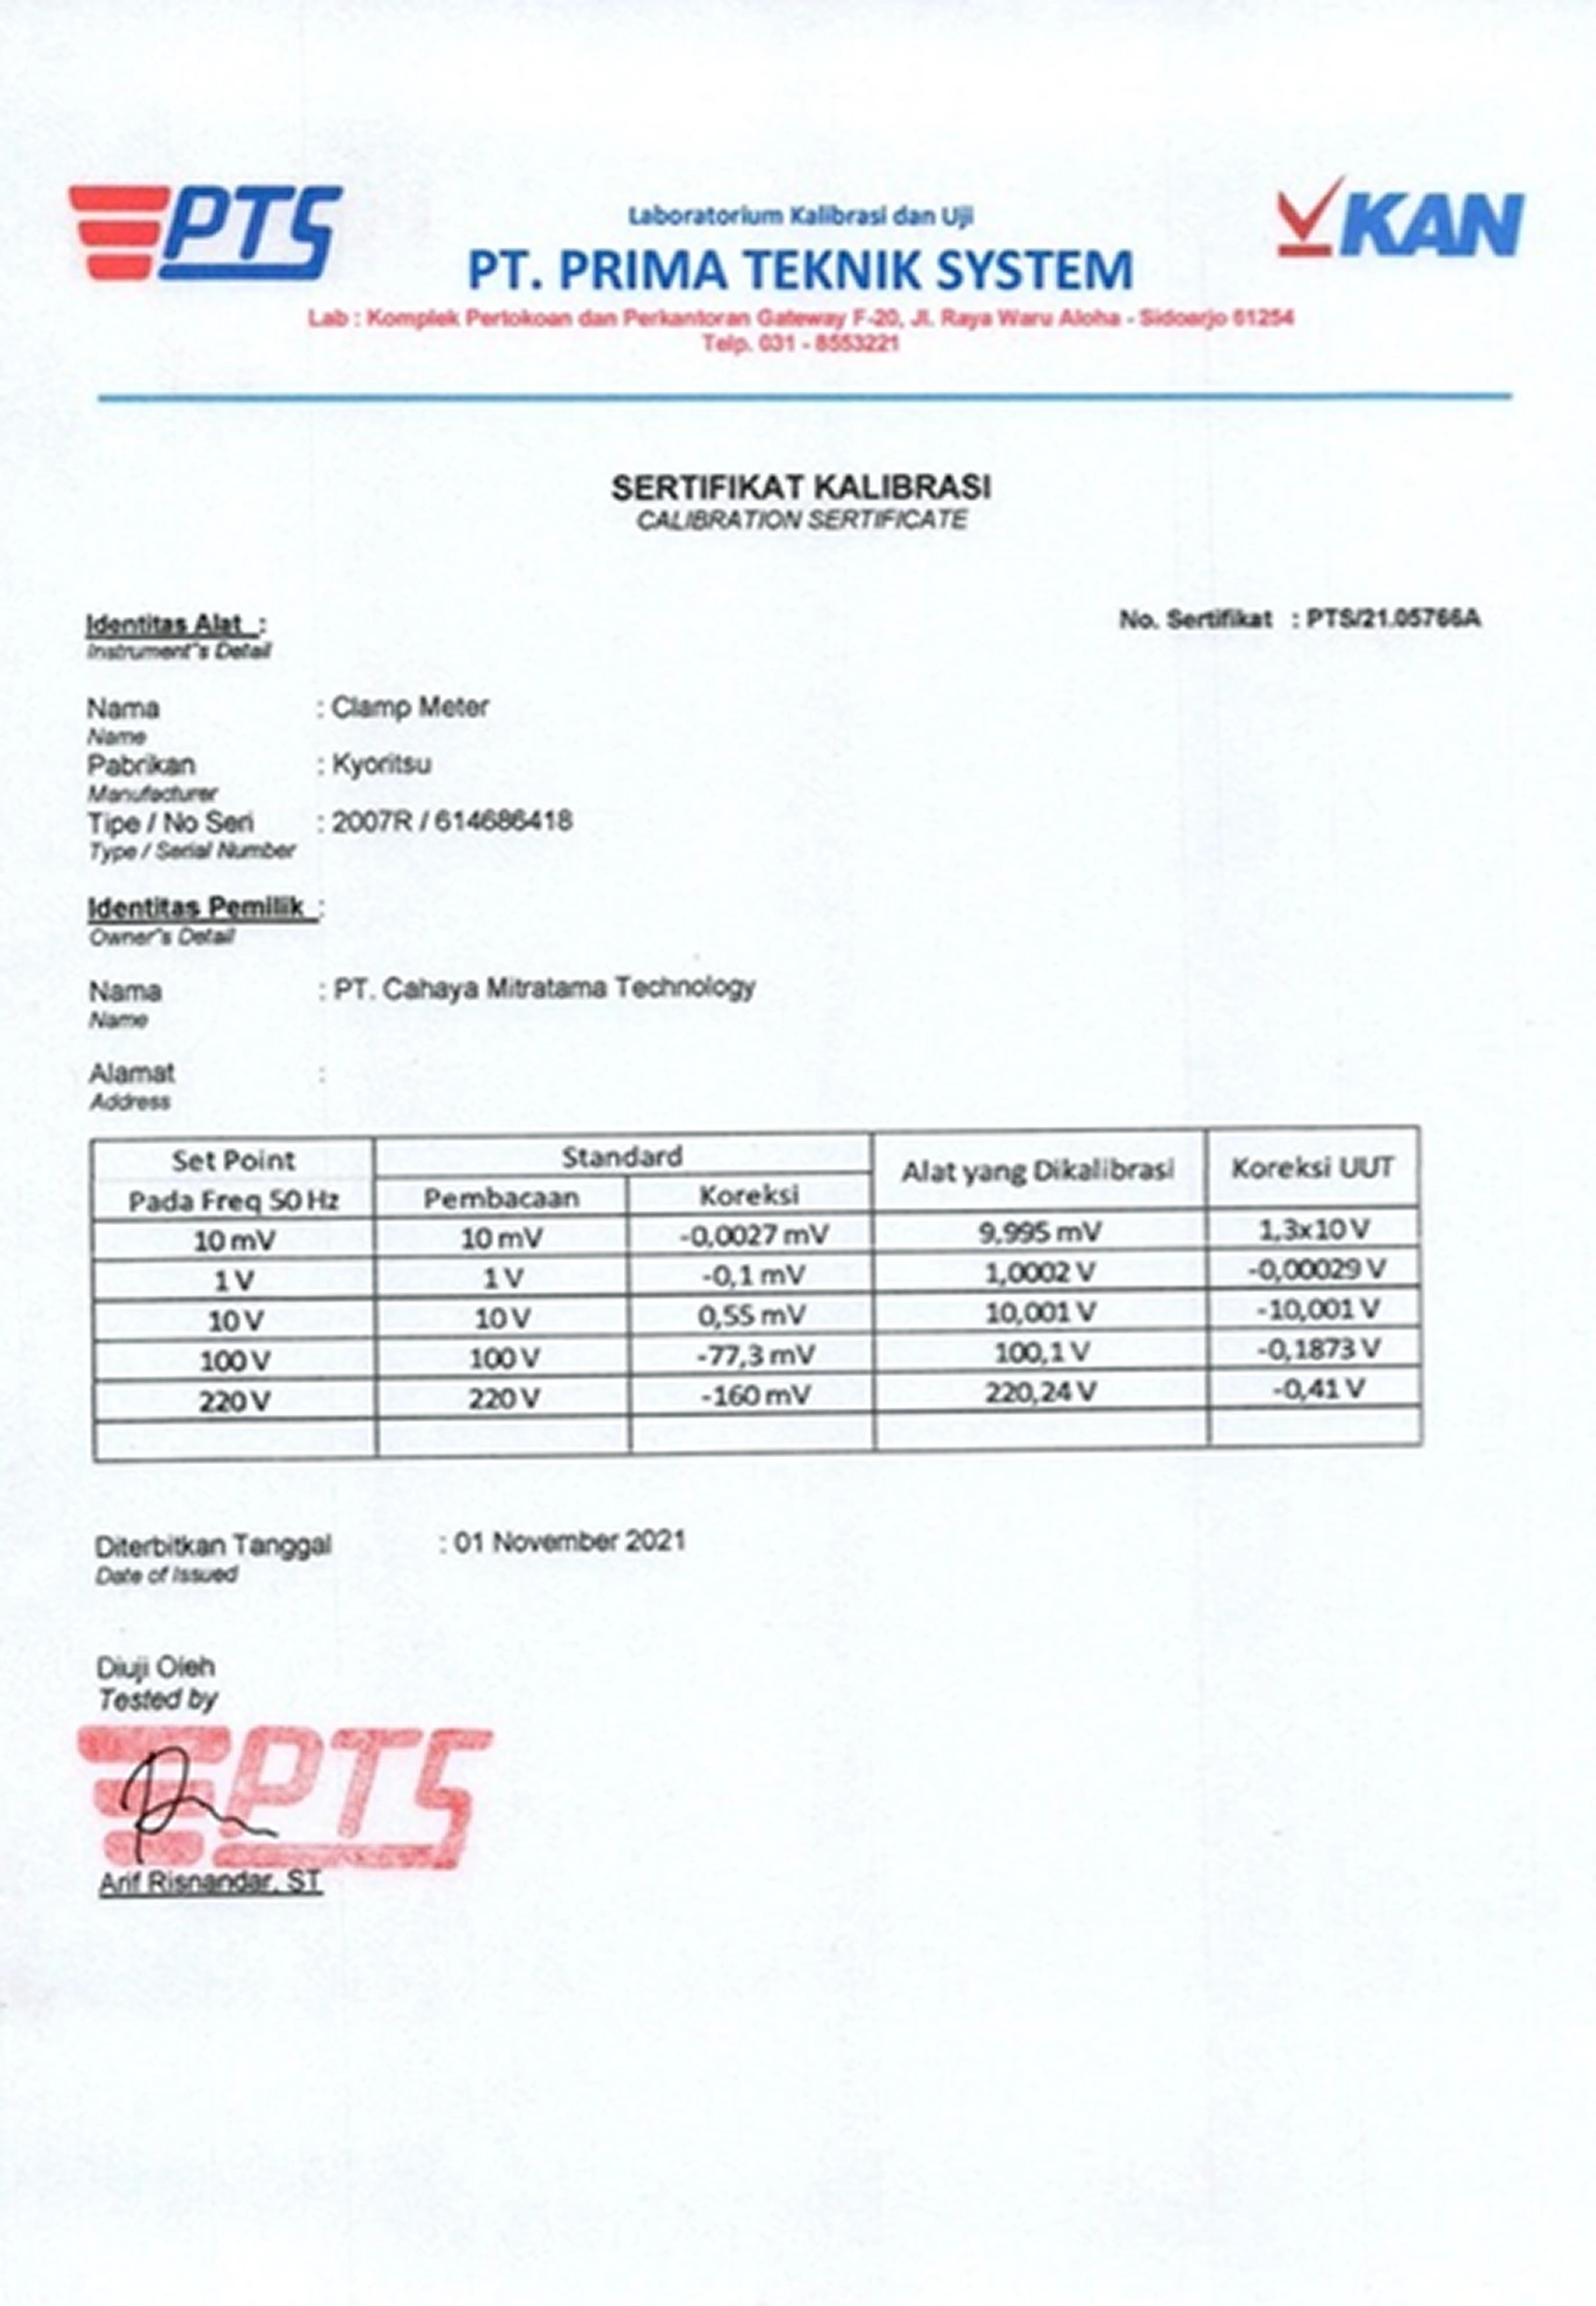 PTS
KAN
Laboratorium Kalibrasi dan Uji
PT. PRIMA TEKNIK SYSTEM
Lab : Komplek Pertokoan dan Perkantoran Gateway F-20, Jl. Raya Waru Aloha - Sidoarjo 61254
Telp. 031 - 8553221
SERTIFIKAT KALIBRASI
CALIBRATION SERTIFICATE
Identitas Alat :
Instrument"s Detail
No. Sertifikat : PTS/21.05766A
Nama : Clamp Meter
Name
Pabrikan : Kyoritsu
Manufacturer
Tipe / No Seri : 2007R / 614686418
Type / Serial Number
Identitas Pemilik :
Owner"s Detail
Nama : PT. Cahaya Mitratama Technology
Name
Alamat :
Address
Set Point Standard Alat yang Dikalibrasi Koreksi UUT
Pada Freq 50 Hz Pembacaan Koreksi
10 mV 10 mV -0,0027 mV 9,995 mV 1,3x10 V
1 V 1 V -0,1 mV 1,0002 V -0,00029 V
10 V 10 V 0,55 mV 10,001 V -10,001 V
100 V 100 V -77,3 mV 100,1 V -0,1873 V
220 V 220 V -160 mV 220,24 V -0,41 V
Diterbitkan Tanggal : 01 November 2021
Date of Issued
Diuji Oleh
Tested by
PTS
Arif Risnandar, ST